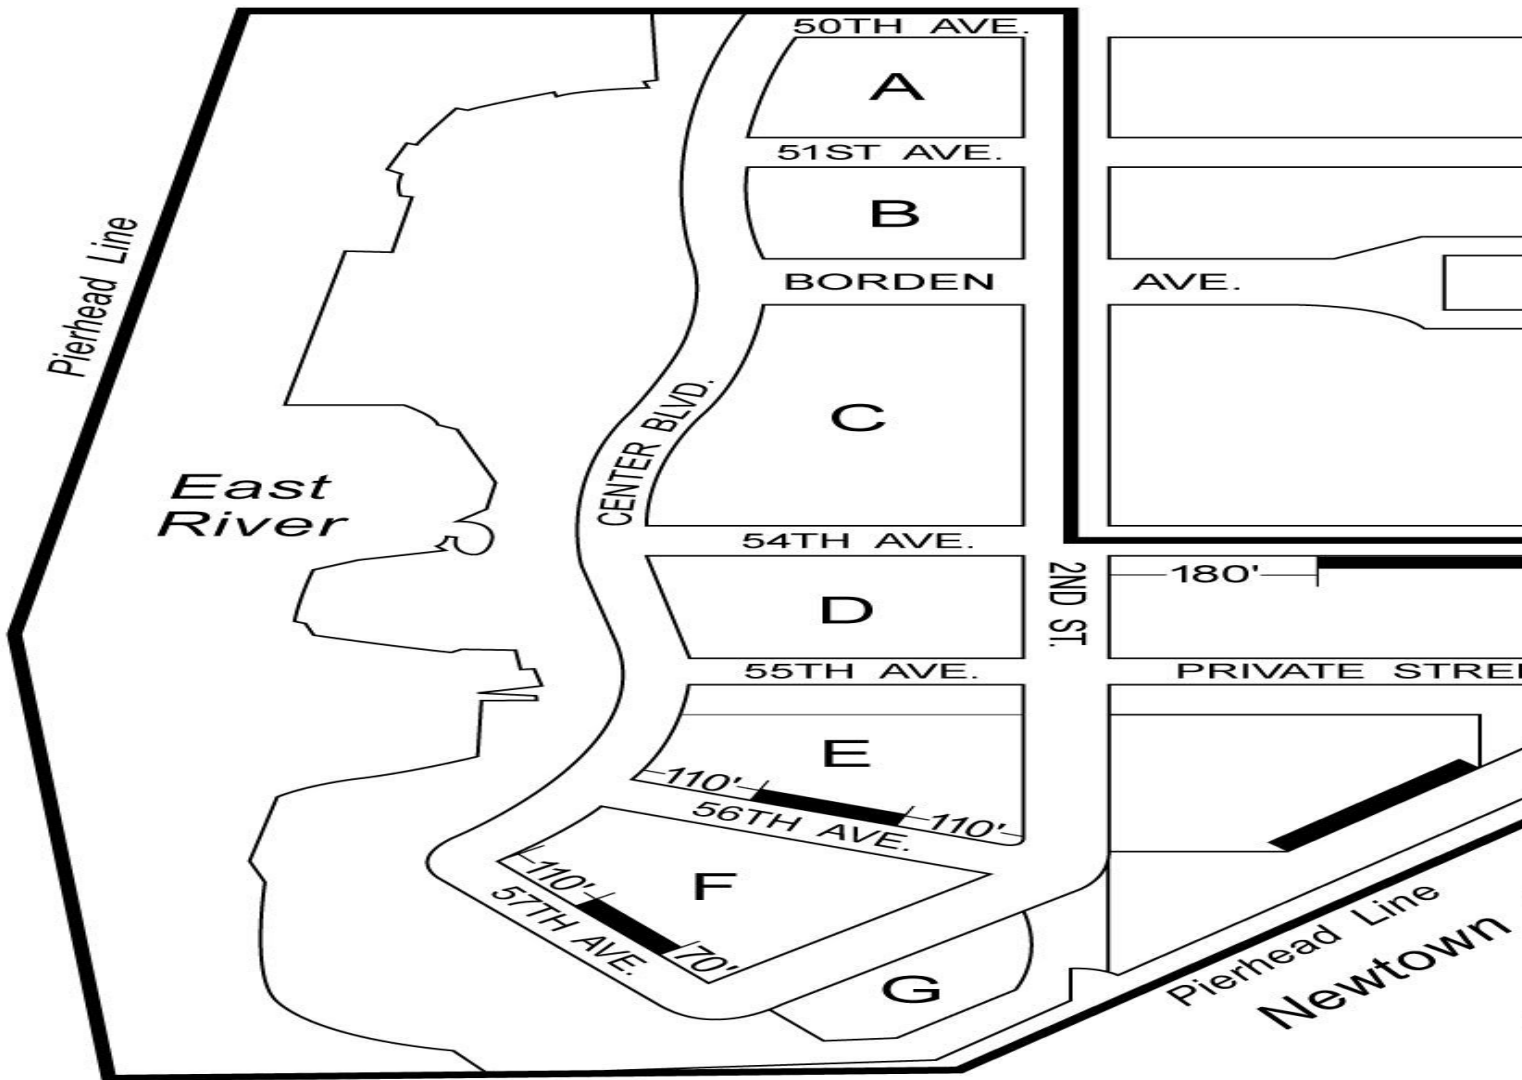 50TH AVE.
A
51ST AVE.
B
BORDEN AVE.
Pierhead Line
C
CENTER BLVD.
East
River
54TH AVE.
2ND ST.
180'
D
55TH AVE.
PRIVATE STREE
E
110'
110'
56TH AVE.
F
110'
70'
57TH AVE.
G
Pierhead Line
Newtown